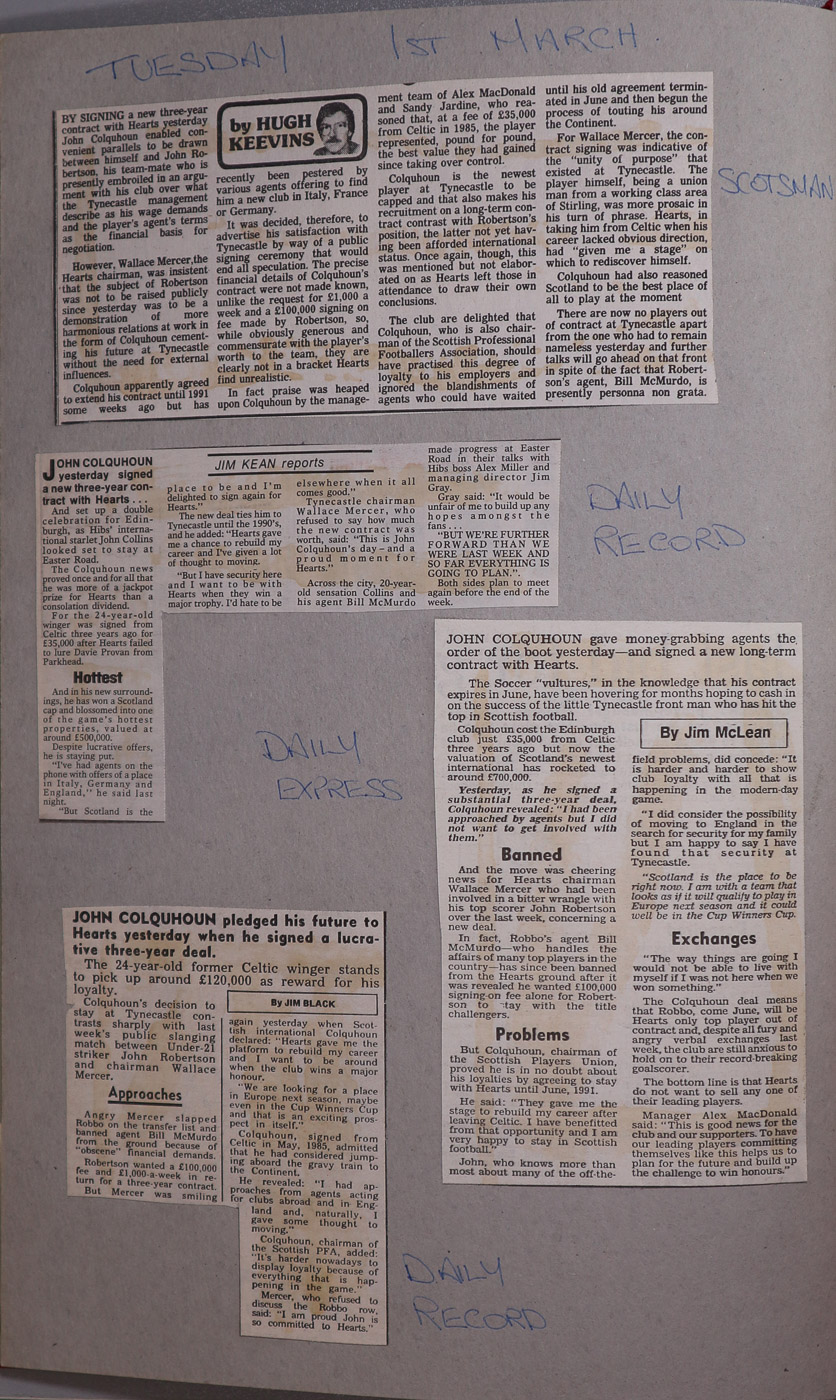 TUESDAY 1ST MARCH
BY SIGNING a new three-year
contract with Hearts yesterday
John Colquhoun enabled con-
venient parallels to be drawn
between himself and John Ro-
bertson, his team-mate who is
presently embroiled in an argu-
ment with his club over what
the Tynecastle management
describe as his wage demands
and the player's agent's terms
as the financial basis for
negotiation.
However, Wallace Mercer,the
Hearts chairman, was insistent
that the subject of Robertson
was not to be raised publicly
since yesterday was to be a
demonstration of more
harmonious relations at work in
the form of Colquhoun cement-
ing his future at Tynecastle
without the need for external
influences.
Colquhoun apparently agreed
to extend his contract until 1991
some weeks ago but has
by HUGH
KEEVINS
recently been pestered by
various agents offering to find
him a new club in Italy, France
or Germany.
It was decided, therefore, to
advertise his satisfaction with
Tynecastle by way of a public
signing ceremony that would
end all speculation. The precise
financial details of Colquhoun's
contract were not made known,
unlike the request for £1,000 a
week and a £100,000 signing on
fee made by Robertson, so,
while obviously generous and
commensurate with the player's
worth to the team, they are
clearly not in a bracket Hearts
find unrealistic.
In fact praise was heaped
upon Colquhoun by the manage-
ment team of Alex MacDonald
and Sandy Jardine, who rea-
soned that, at a fee of £35,000
from Celtic in 1985, the player
represented, pound for pound,
the best value they had gained
since taking over control.
Colquhoun is the newest
player at Tynecastle to be
capped and that also makes his
recruitment on a long-term con-
tract contrast with Robertson's
position, the latter not yet hav-
ing been afforded international
status. Once again, though, this
was mentioned but not elabor-
ated on as Hearts left those in
attendance to draw their own
conclusions.
The club are delighted that
Colquhoun, who is also chair-
man of the Scottish Professional
Footballers Association, should
have practised this degree of
loyalty to his employers and
ignored the blandishments of
agents who could have waited
until his old agreement termin-
ated in June and then begun the
process of touting his around
the Continent.
For Wallace Mercer, the con-
tract signing was indicative of
the "unity of purpose" that
existed at Tynecastle. The
player himself, being a union
man from a working class area
of Stirling, was more prosaic in
his turn of phrase. Hearts, in
taking him from Celtic when his
career lacked obvious direction,
had "given me a stage" on
which to rediscover himself.
Colquhoun had also reasoned
Scotland to be the best place of
all to play at the moment
There are now no players out
of contract at Tynecastle apart
from the one who had to remain
nameless yesterday and further
talks will go ahead on that front
in spite of the fact that Robert-
son's agent, Bill McMurdo, is
presently personna non grata.
SCOTSMAN
JOHN COLQUHOUN
yesterday signed
a new three-year con-
tract with Hearts . . .
And set up a double
celebration for Edin-
burgh, as Hibs' interna-
tional starlet John Collins
looked set to stay at
Easter Road.
The Colquhoun news
proved once and for all that
he was more of a jackpot
prize for Hearts than a
consolation dividend.
For the 24-year-old
winger was signed from
Celtic three years ago for
£35,000 after Hearts failed
to lure Davie Provan from
Parkhead.
Hottest
And in his new surround-
ings, he has won a Scotland
cap and blossomed into one
of the game's hottest
properties, valued at
around £500,000.
Despite lucrative offers,
he is staying put.
"I've had agents on the
phone with offers of a place
in Italy, Germany and
England," he said last
night.
"But Scotland is the
JIM KEAN reports
place to be and I'm
delighted to sign again for
Hearts."
The new deal ties him to
Tynecastle until the 1990's,
and he added: "Hearts gave
me a chance to rebuild my
career and I've given a lot
of thought to moving.
"But I have security here
and I want to be with
Hearts when they win a
major trophy. I'd hate to be
elsewhere when it all
comes good."
Tynecastle chairman
Wallace Mercer, who
refused to say how much
the new contract was
worth, said: "This is John
Colquhoun's day – and a
proud moment for
Hearts."
Across the city, 20-year-
old sensation Collins and
his agent Bill McMurdo
made progress at Easter
Road in their talks with
Hibs boss Alex Miller and
managing director Jim
Gray.
Gray said: "It would be
unfair of me to build up any
hopes amongst the
fans . . .
"BUT WE'RE FURTHER
FORWARD THAN WE
WERE LAST WEEK AND
SO FAR EVERYTHING IS
GOING TO PLAN.".
Both sides plan to meet
again before the end of the
week.
DAILY
RECORD
JOHN COLQUHOUN gave money-grabbing agents the
order of the boot yesterday—and signed a new long-term
contract with Hearts.
The Soccer "vultures," in the knowledge that his contract
expires in June, have been hovering for months hoping to cash in
on the success of the little Tynecastle front man who has hit the
top in Scottish football.
Colquhoun cost the Edinburgh
club just £35,000 from Celtic
three years ago but now the
valuation of Scotland's newest
international has rocketed to
around £700,000.
Yesterday, as he signed a
substantial three-year deal,
Colquhoun revealed: "I had been
approached by agents but I did
not want to get involved with
them."
Banned
And the move was cheering
news for Hearts chairman
Wallace Mercer who had been
involved in a bitter wrangle with
his top scorer John Robertson
over the last week, concerning a
new deal.
In fact, Robbo's agent Bill
McMurdo—who handles the
affairs of many top players in the
country—has since been banned
from the Hearts ground after it
was revealed he wanted £100,000
signing-on fee alone for Robert-
son to stay with the title
challengers.
Problems
But Colquhoun, chairman of
the Scottish Players Union,
proved he is in no doubt about
his loyalties by agreeing to stay
with Hearts until June, 1991.
He said: "They gave me the
stage to rebuild my career after
leaving Celtic. I have benefitted
from that opportunity and I am
very happy to stay in Scottish
football."
John, who knows more than
most about many of the off-the-
By Jim McLean
field problems, did concede: "It
is harder and harder to show
club loyalty with all that is
happening in the modern-day
game.
"I did consider the possibility
of moving to England in the
search for security for my family
but I am happy to say I have
found that security at
Tynecastle.
"Scotland is the place to be
right now. I am with a team that
looks as if it will qualify to play in
Europe next season and it could
well be in the Cup Winners Cup.
Exchanges
"The way things are going I
would not be able to live with
myself if I was not here when we
won something."
The Colquhoun deal means
that Robbo, come June, will be
Hearts only top player out of
contract and, despite all fury and
angry verbal exchanges last
week, the club are still anxious to
hold on to their record-breaking
goalscorer.
The bottom line is that Hearts
do not want to sell any one of
their leading players.
Manager Alex MacDonald
said: "This is good news for the
club and our supporters. To have
our leading players committing
themselves like this helps us to
plan for the future and build up
the challenge to win honours."
DAILY
EXPRESS
JOHN COLQUHOUN pledged his future to
Hearts yesterday when he signed a lucra-
tive three-year deal.
The 24-year-old former Celtic winger stands
to pick up around £120,000 as reward for his
loyalty.
Colquhoun's decision to
stay at Tynecastle con-
trasts sharply with last
week's public slanging
match between Under-21
striker John Robertson
and chairman Wallace
Mercer.
Approaches
Angry Mercer slapped
Robbo on the transfer list and
banned agent Bill McMurdo
from the ground because of
"obscene" financial demands.
Robertson wanted a £100,000
fee and £1,000-a-week in re-
turn for a three-year contract.
But Mercer was smiling
By JIM BLACK
again yesterday when Scot-
tish international Colquhoun
declared: "Hearts gave me the
platform to rebuild my career
and I want to be around
when the club wins a major
honour.
"We are looking for a place
in Europe next season, maybe
even in the Cup Winners Cup
and that is an exciting pros-
pect in itself."
Colquhoun, signed from
Celtic in May, 1985, admitted
that he had considered jump-
ing aboard the gravy train to
the Continent.
He revealed: "I had ap-
proaches from agents acting
for clubs abroad and in Eng-
land and, naturally, I
gave some thought to
moving."
Colquhoun, chairman of
the Scottish PFA, added:
"It's harder nowadays to
display loyalty because of
everything that is hap-
pening in the game."
Mercer, who refused to
discuss the Robbo row,
said: "I am proud John is
so committed to Hearts."
DAILY
RECORD